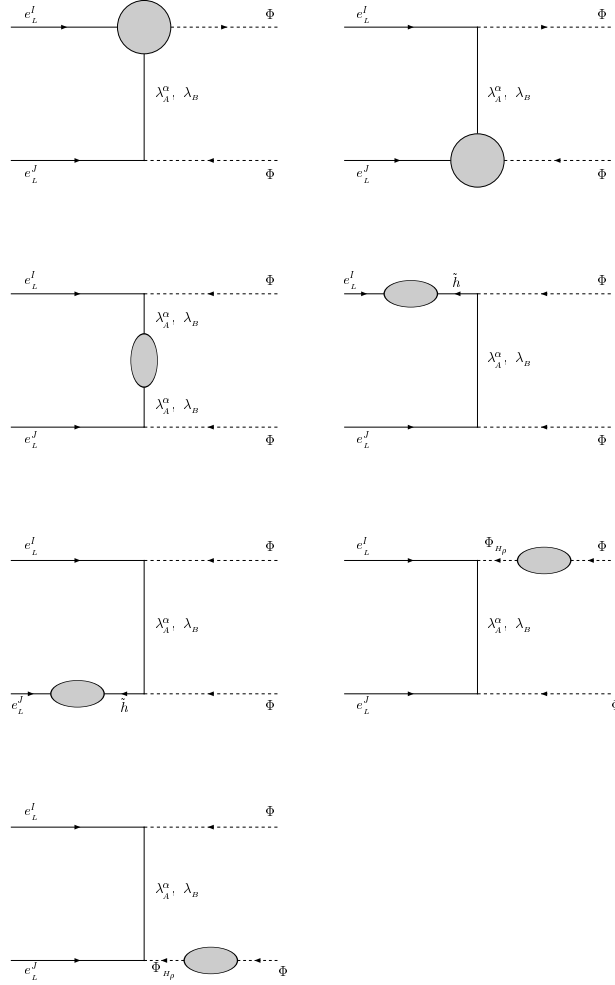 e_L^I Φ e_L^I Φ
λ_A^α, λ_B λ_A^α, λ_B
e_L^J Φ e_L^J Φ
e_L^I Φ e_L^I h̃ Φ
λ_A^α, λ_B
λ_A^α, λ_B
λ_A^α, λ_B
e_L^J Φ e_L^J Φ
e_L^I Φ e_L^I Φ_{H_ρ} Φ
λ_A^α, λ_B λ_A^α, λ_B
e_L^J h̃ Φ e_L^J Φ
e_L^I Φ
λ_A^α, λ_B
e_L^J Φ_{H_ρ} Φ